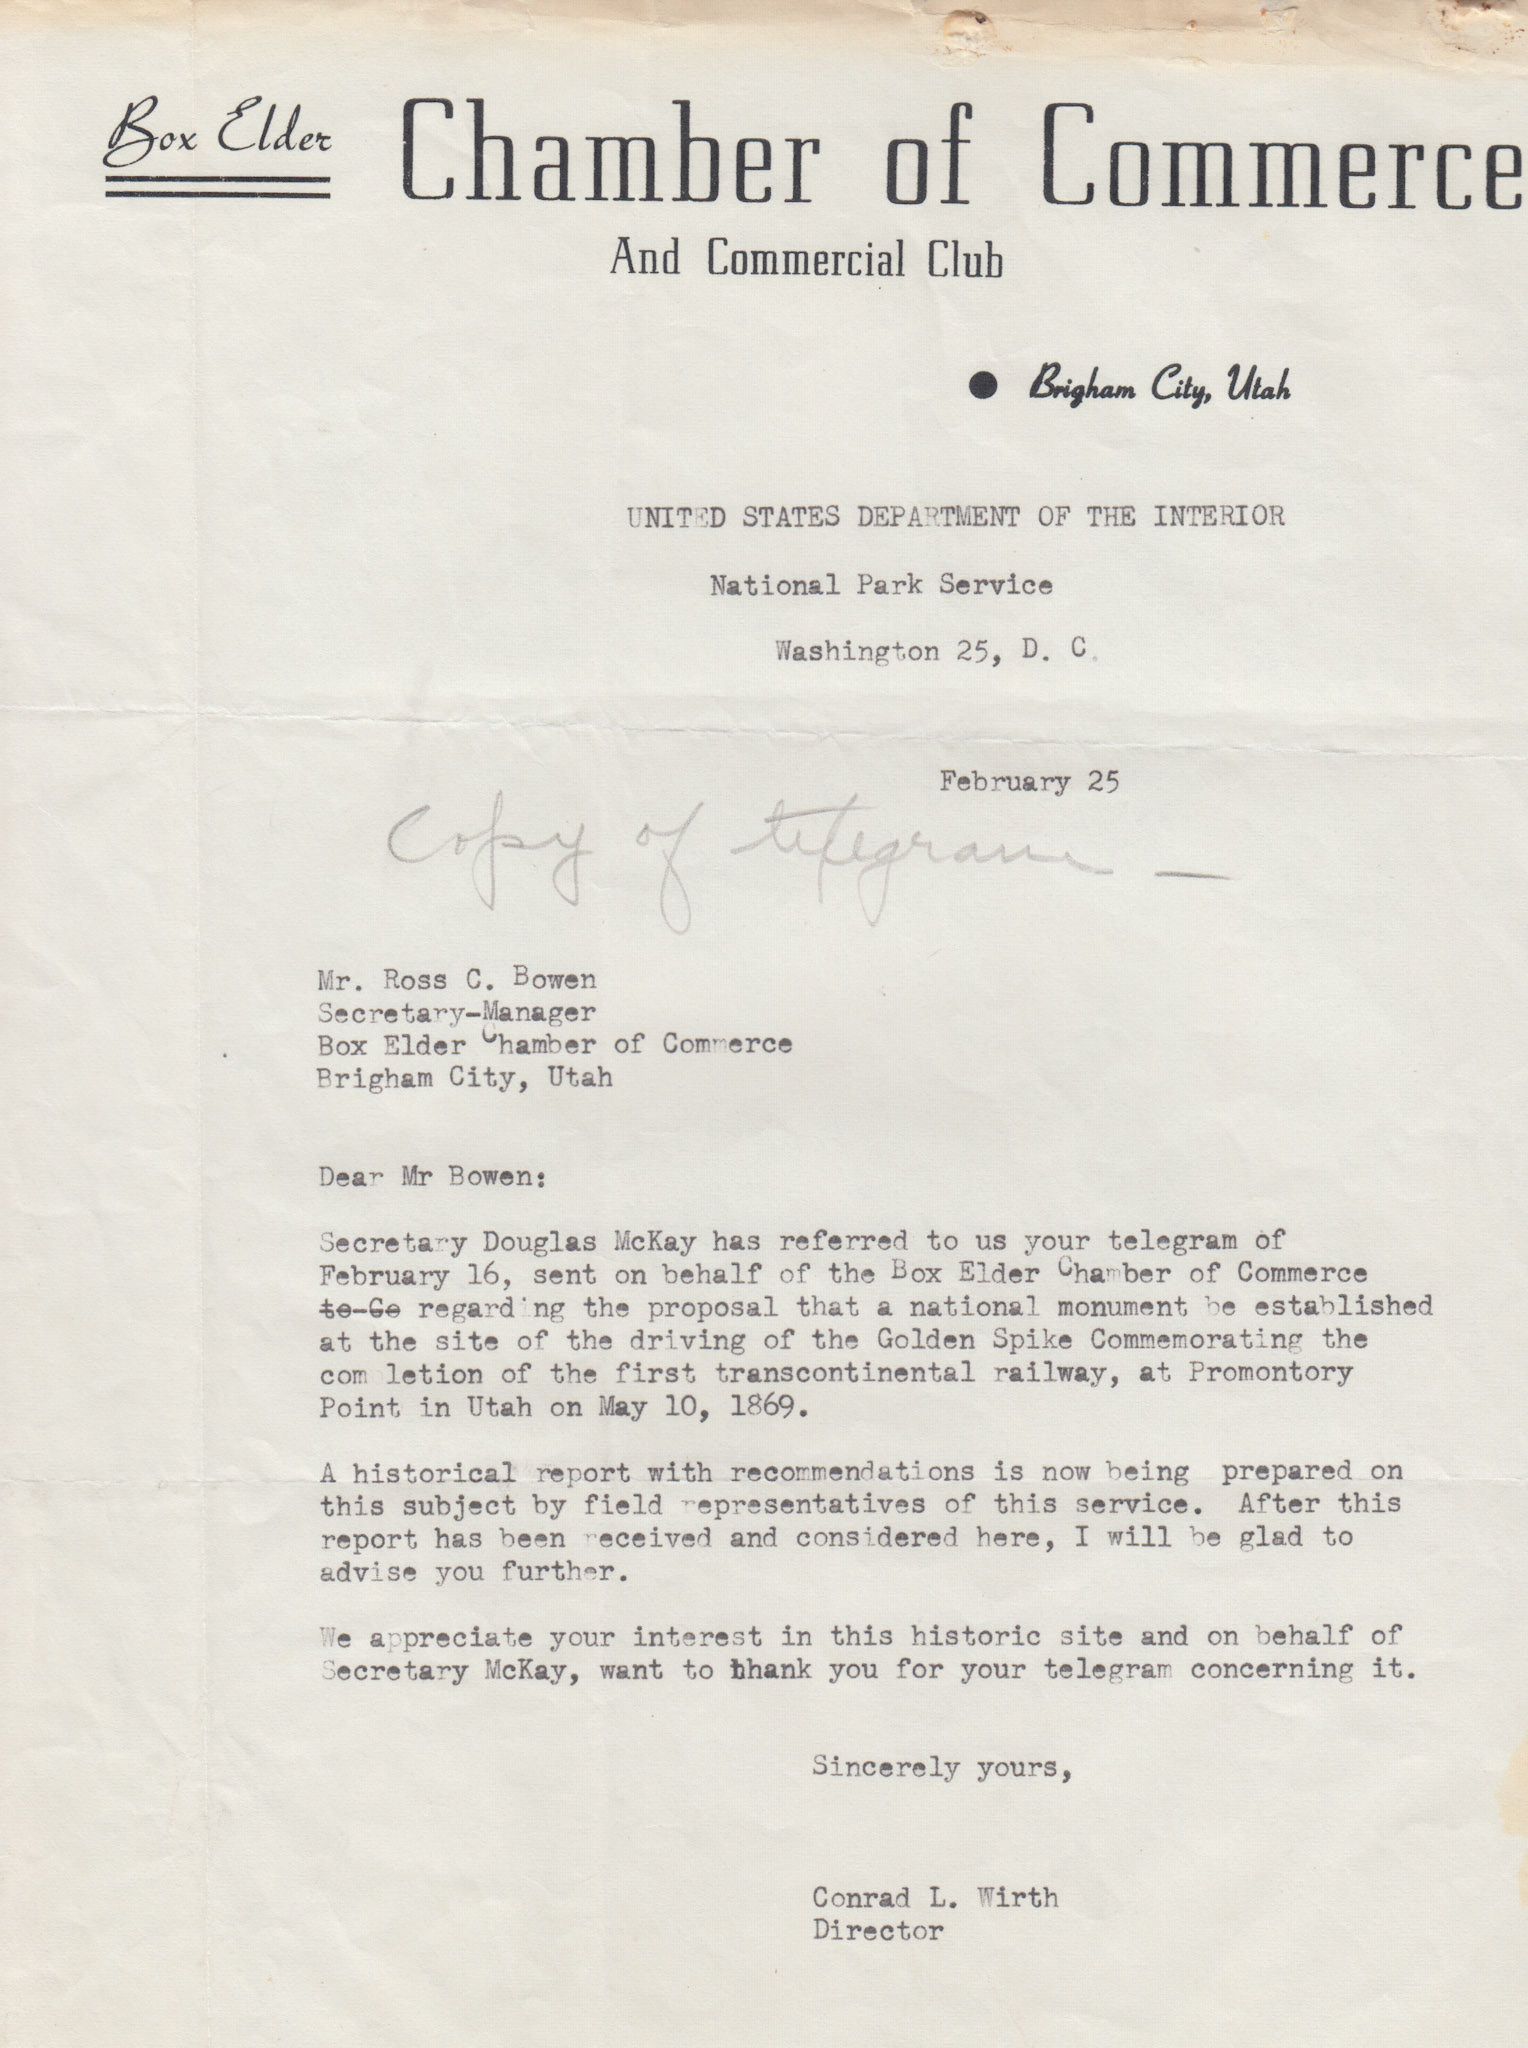 Box Elder Chamber of Commerce
And Commercial Club
● Brigham City, Utah
UNITED STATES DEPARTMENT OF THE INTERIOR
National Park Service
Washington 25, D. C.
February 25
Copy of telegram —
Mr. Ross C. Bowen
Secretary-Manager
Box Elder Chamber of Commerce
Brigham City, Utah
Dear Mr Bowen:
Secretary Douglas McKay has referred to us your telegram of
February 16, sent on behalf of the Box Elder Chamber of Commerce
to Co regarding the proposal that a national monument be established
at the site of the driving of the Golden Spike Commemorating the
com letion of the first transcontinental railway, at Promontory
Point in Utah on May 10, 1869.
A historical report with recommendations is now being prepared on
this subject by field representatives of this service. After this
report has been received and considered here, I will be glad to
advise you further.
We appreciate your interest in this historic site and on behalf of
Secretary McKay, want to thank you for your telegram concerning it.
Sincerely yours,
Conrad L. Wirth
Director